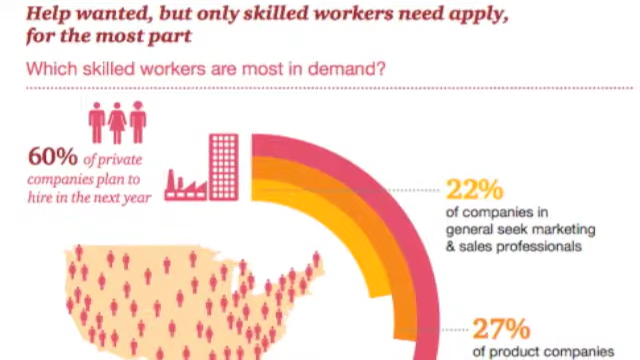 Help wanted, but only skilled workers need apply,
for the most part
Which skilled workers are most in demand?
60% of private
companies plan to
hire in the next year
22%
of companies in
general seek marketing
& sales professionals
27%
of product companies